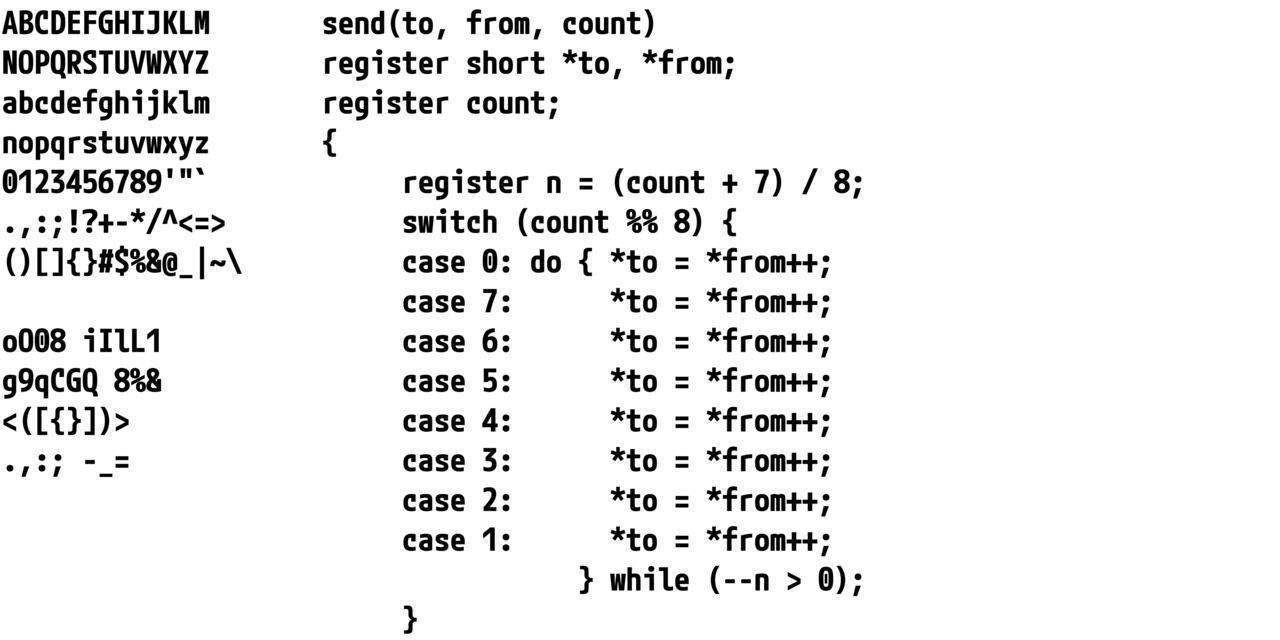 ABCDEFGHIJKLM
NOPQRSTUVWXYZ
abcdefghijklm
nopqrstuvwxyz
0123456789'"`
.,:;!?+-*/^<=>
()[]{}#$%&@_|~\
oO08 iIlL1
g9qCGQ 8%&
<([{}])>
.,:; -_=
send(to, from, count)
register short *to, *from;
register count;
{
    register n = (count + 7) / 8;
    switch (count %% 8) {
    case 0: do { *to = *from++;
    case 7:      *to = *from++;
    case 6:      *to = *from++;
    case 5:      *to = *from++;
    case 4:      *to = *from++;
    case 3:      *to = *from++;
    case 2:      *to = *from++;
    case 1:      *to = *from++;
               } while (--n > 0);
    }